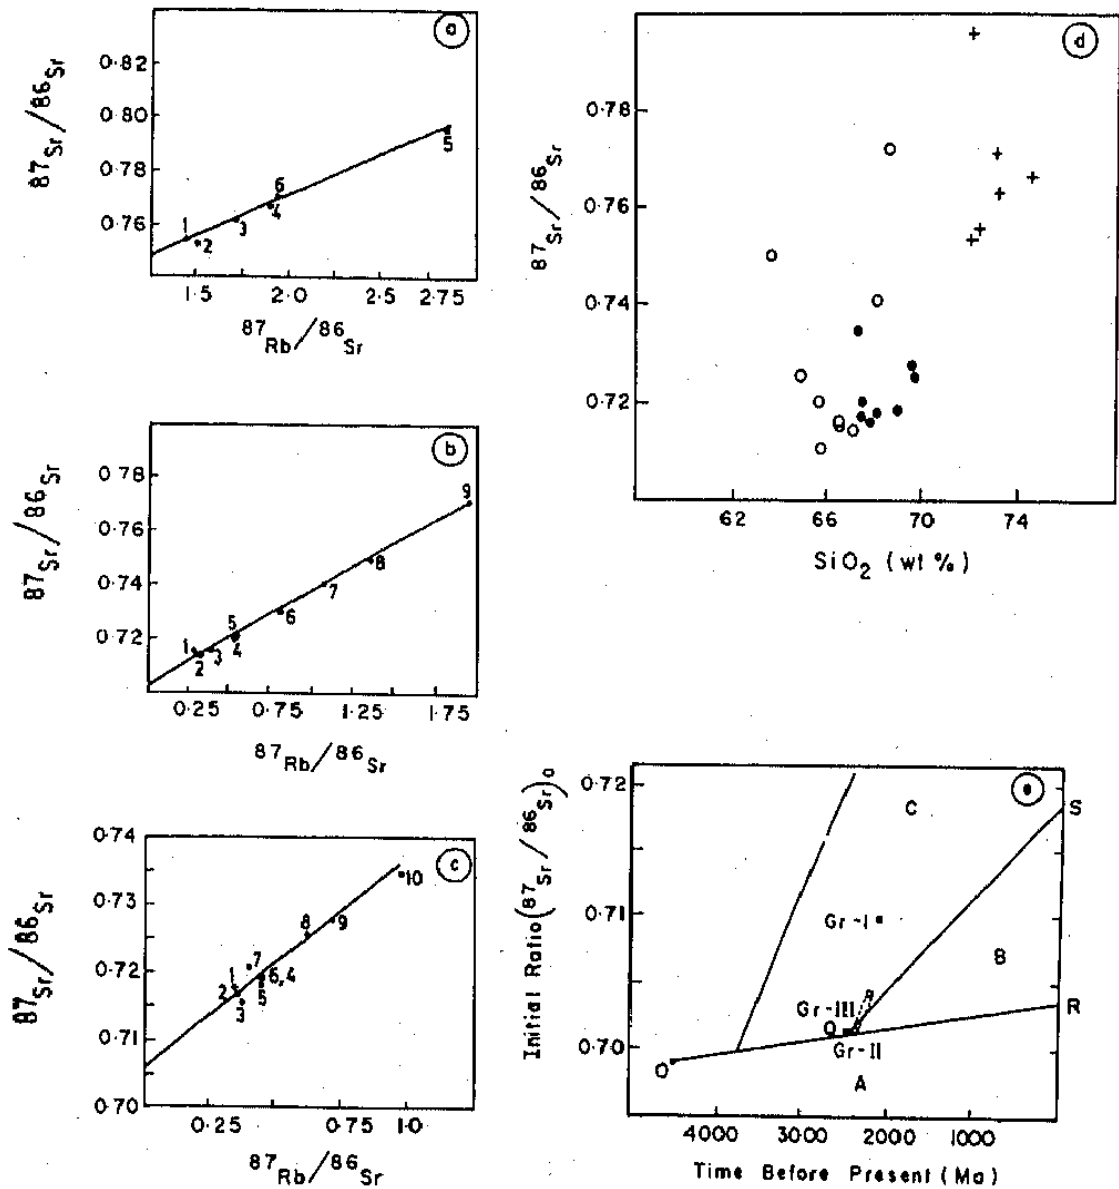 a
87Sr/86Sr
0.82
0.80
0.78
0.76
1
2
3
4
6
5
1.5 2.0 2.5 2.75
87Rb/86Sr
b
87Sr/86Sr
0.78
0.76
0.74
0.72
1
2
3
5
4
6
7
8
9
0.25 0.75 1.25 1.75
87Rb/86Sr
c
87Sr/86Sr
0.74
0.73
0.72
0.71
0.70
1
2
3
7
5
6,4
8
9
10
0.25 0.75 1.0
87Rb/86Sr
d
87Sr/86Sr
0.78
0.76
0.74
0.72
62 66 70 74
SiO2 (wt %)
e
Initial Ratio(87Sr/86Sr)o
0.72
0.71
0.70
C
S
Gr-I
B
R
Gr-III
Q
Gr-II
O
A
4000 3000 2000 1000
Time Before Present (Ma)